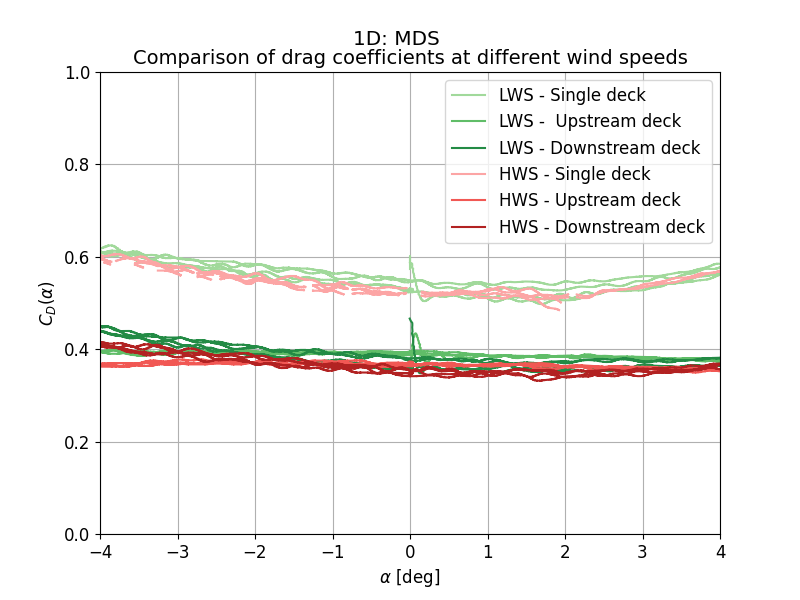 1D: MDS
Comparison of drag coefficients at different wind speeds
1.0
0.8
0.6
0.4
0.2
0.0
C_D(α)
LWS - Single deck
LWS -  Upstream deck
LWS - Downstream deck
HWS - Single deck
HWS - Upstream deck
HWS - Downstream deck
−4 −3 −2 −1 0 1 2 3 4
α [deg]